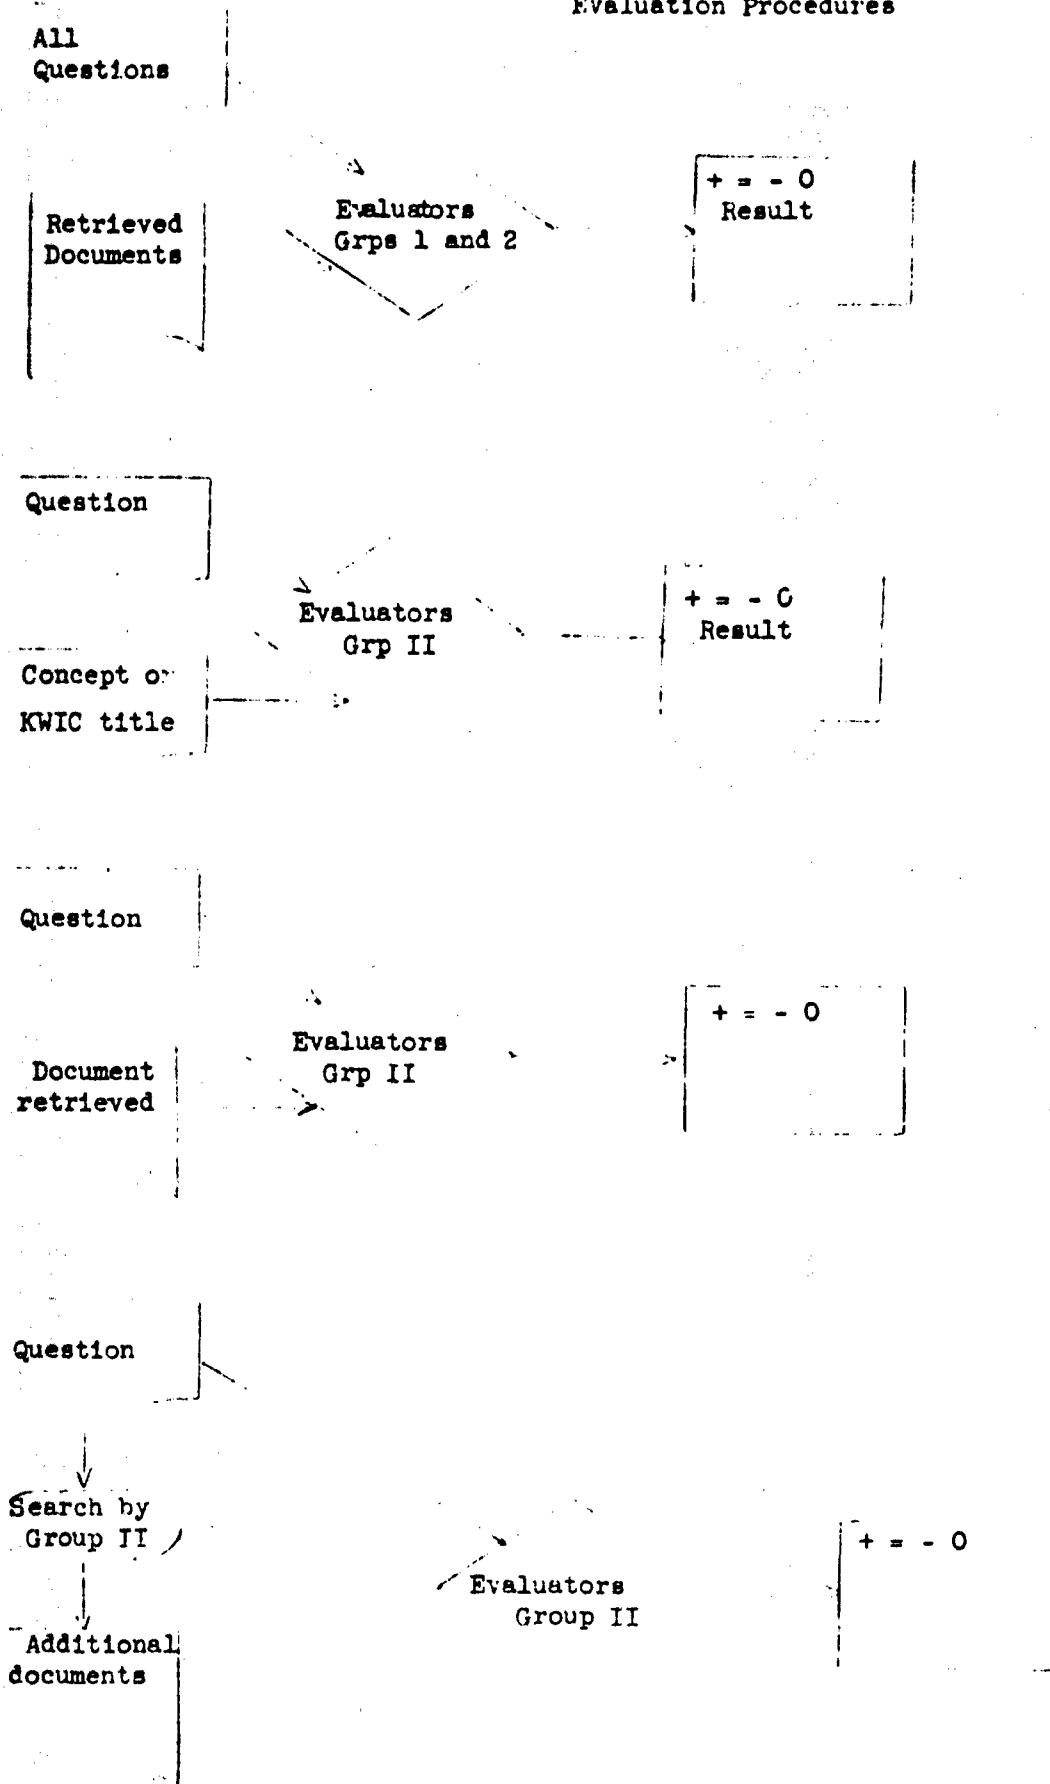 Evaluation Procedures
All
Questions
Retrieved
Documents
Evaluators
Grps 1 and 2
+ = - 0
Result
Question
Concept or
KWIC title
Evaluators
Grp II
+ = - 0
Result
Question
Document
retrieved
Evaluators
Grp II
+ = - 0
Question
Search by
Group II
Additional
documents
Evaluators
Group II
+ = - 0